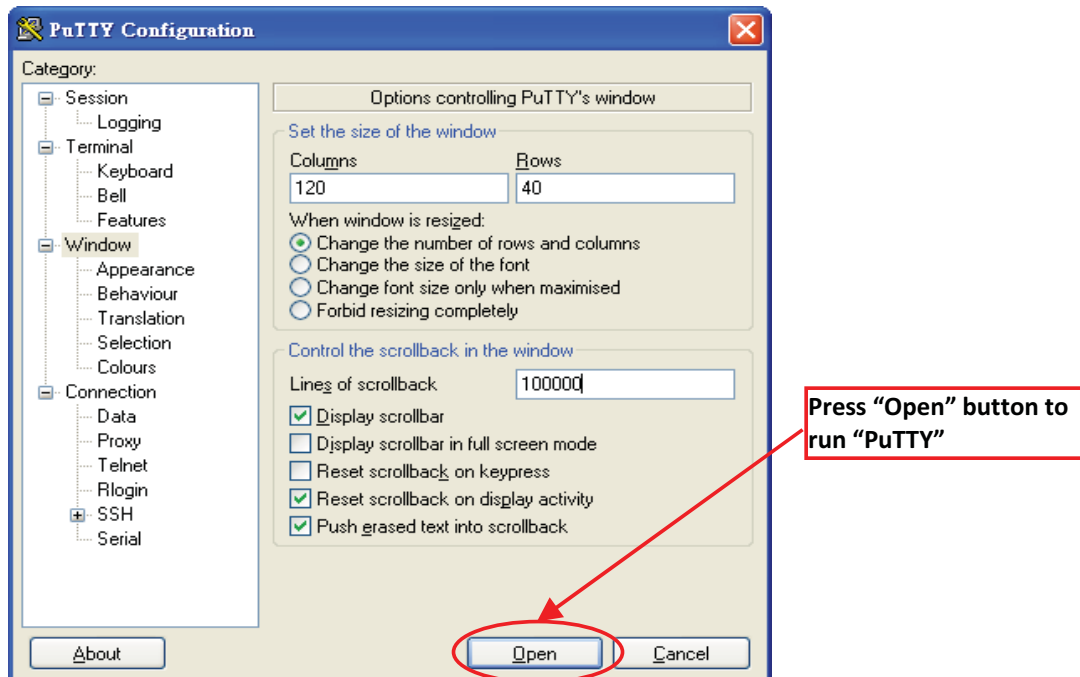 PuTTY Configuration
Category:
Session
Logging
Terminal
Keyboard
Bell
Features
Window
Appearance
Behaviour
Translation
Selection
Colours
Connection
Data
Proxy
Telnet
Rlogin
SSH
Serial
Options controlling PuTTY's window
Set the size of the window
Columns Rows
120 40
When window is resized:
Change the number of rows and columns
Change the size of the font
Change font size only when maximised
Forbid resizing completely
Control the scrollback in the window
Lines of scrollback 100000
Display scrollbar
Display scrollbar in full screen mode
Reset scrollback on keypress
Reset scrollback on display activity
Push erased text into scrollback
About Open Cancel
Press “Open” button to
run “PuTTY”